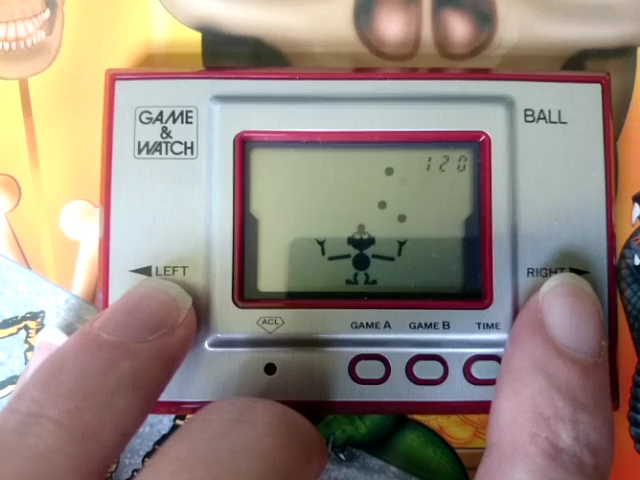 GAME
&
WATCH
BALL
120
◀ LEFT
RIGHT ▶
ACL
GAME A
GAME B
TIME